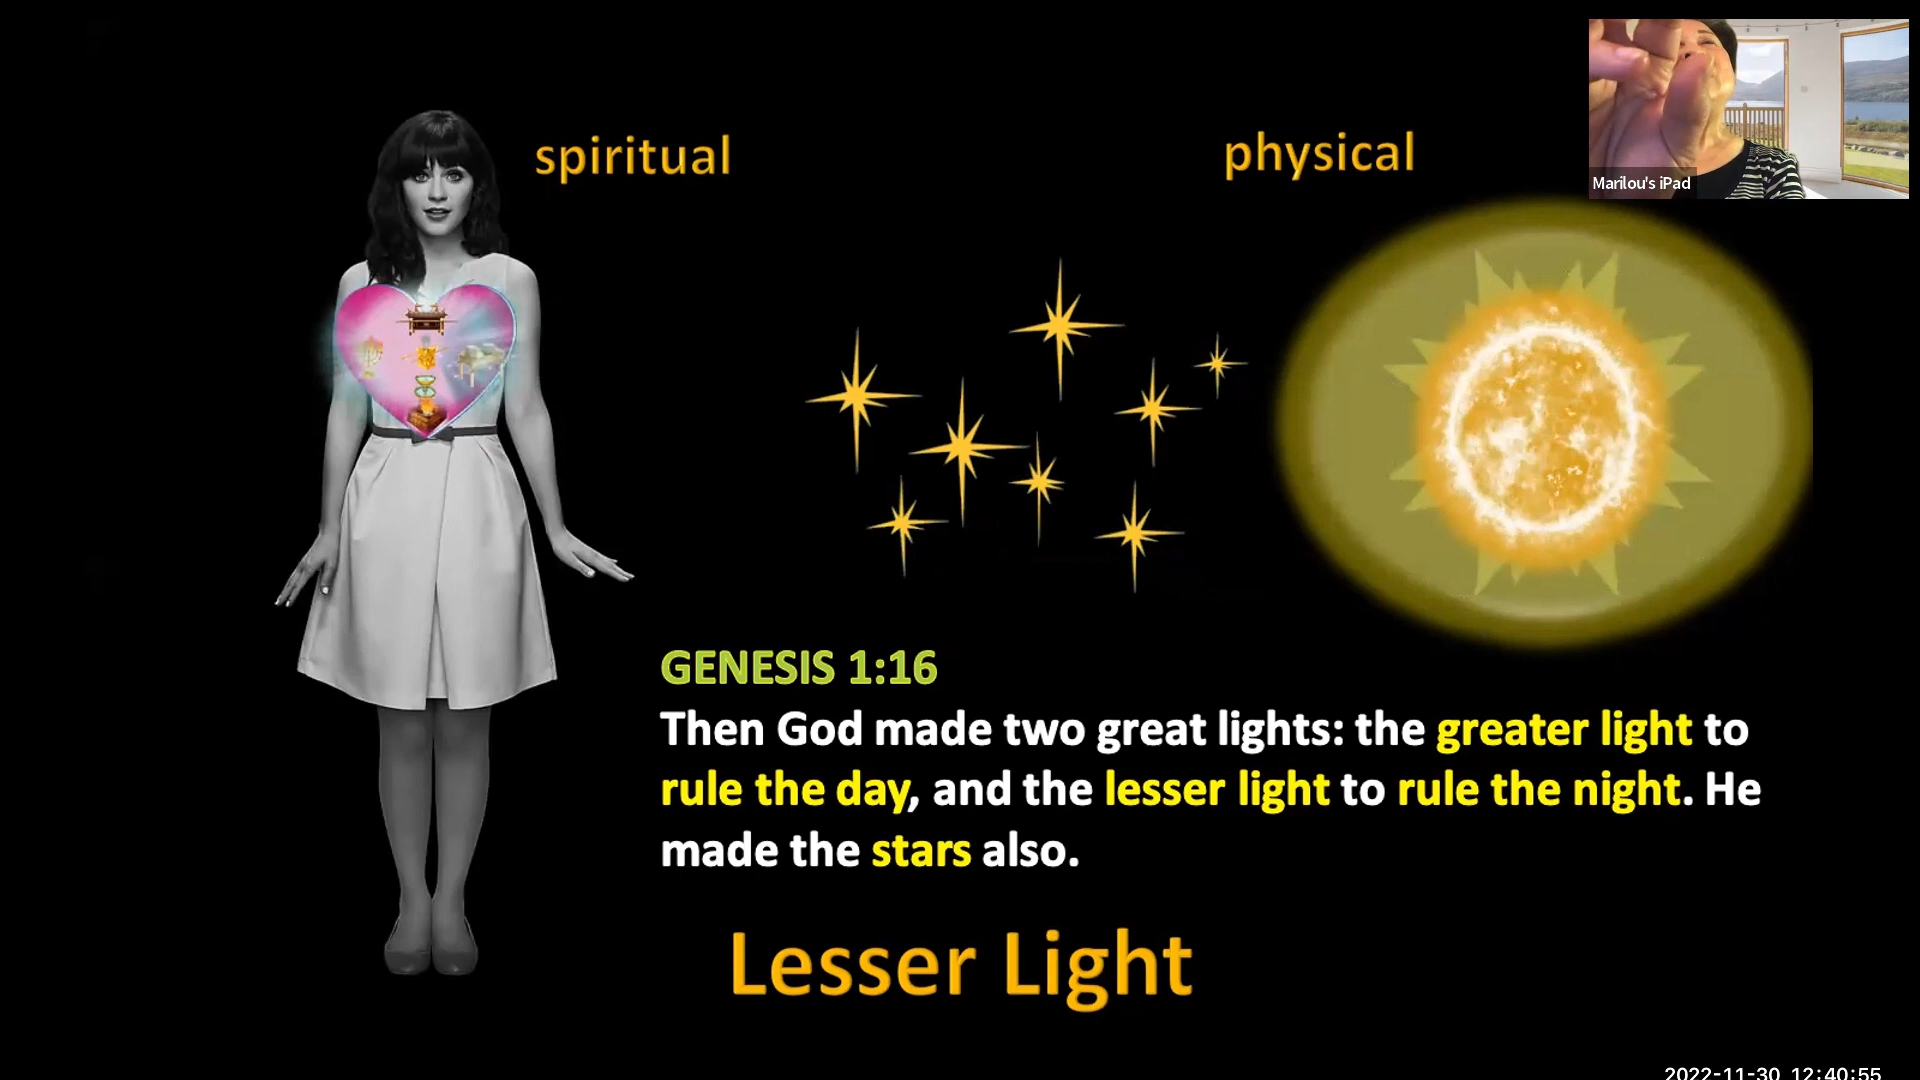 spiritual
physical
Marilou's iPad
GENESIS 1:16
Then God made two great lights: the greater light to
rule the day, and the lesser light to rule the night. He
made the stars also.
Lesser Light
2022-11-30 12:40:55